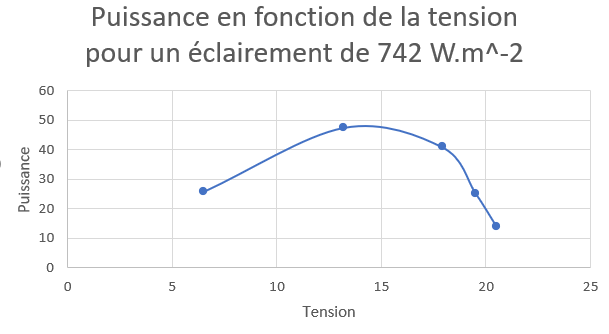 Puissance en fonction de la tension
pour un éclairement de 742 W.m^-2
60
50
40
30
20
10
0
Puissance
0 5 10 15 20 25
Tension